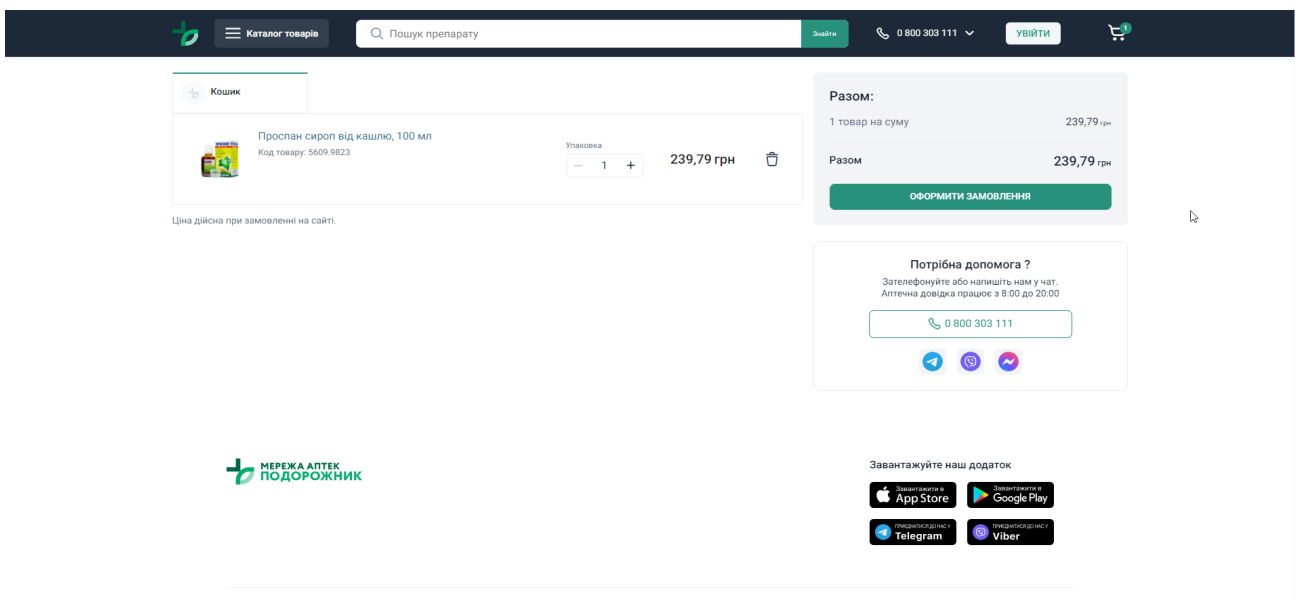 Каталог товарів
Пошук препарату
Знайти
0 800 303 111
УВІЙТИ
1
Кошик
Проспан сироп від кашлю, 100 мл
Код товару: 5609.9823
Упаковка
— 1 +
239,79 грн
Ціна дійсна при замовленні на сайті.
Разом:
1 товар на суму 239,79 грн
Разом 239,79 грн
ОФОРМИТИ ЗАМОВЛЕННЯ
Потрібна допомога ?
Зателефонуйте або напишіть нам у чат.
Аптечна довідка працює з 8:00 до 20:00
0 800 303 111
МЕРЕЖА АПТЕК
ПОДОРОЖНИК
Завантажуйте наш додаток
Завантажити в
App Store
Завантажити в
Google Play
ПРИЄДНАТИСЯ ДО НАС У
Telegram
ПРИЄДНАТИСЯ ДО НАС У
Viber